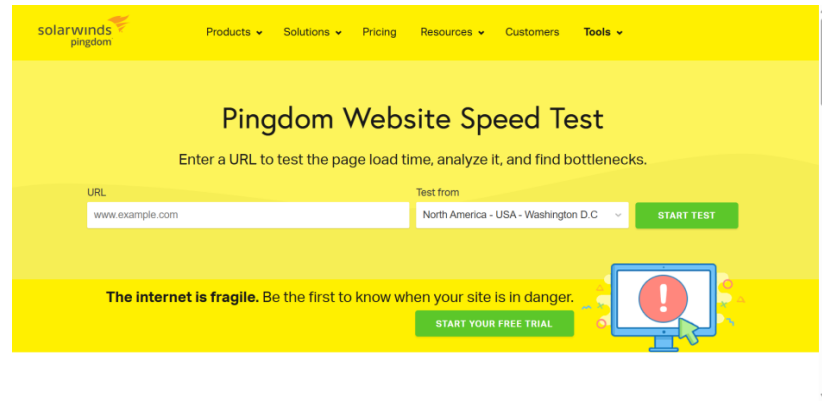 solarwinds
pingdom
Products
Solutions
Pricing
Resources
Customers
Tools
Pingdom Website Speed Test
Enter a URL to test the page load time, analyze it, and find bottlenecks.
URL
Test from
www.example.com
North America - USA - Washington D.C
START TEST
The internet is fragile. Be the first to know when your site is in danger.
START YOUR FREE TRIAL
!